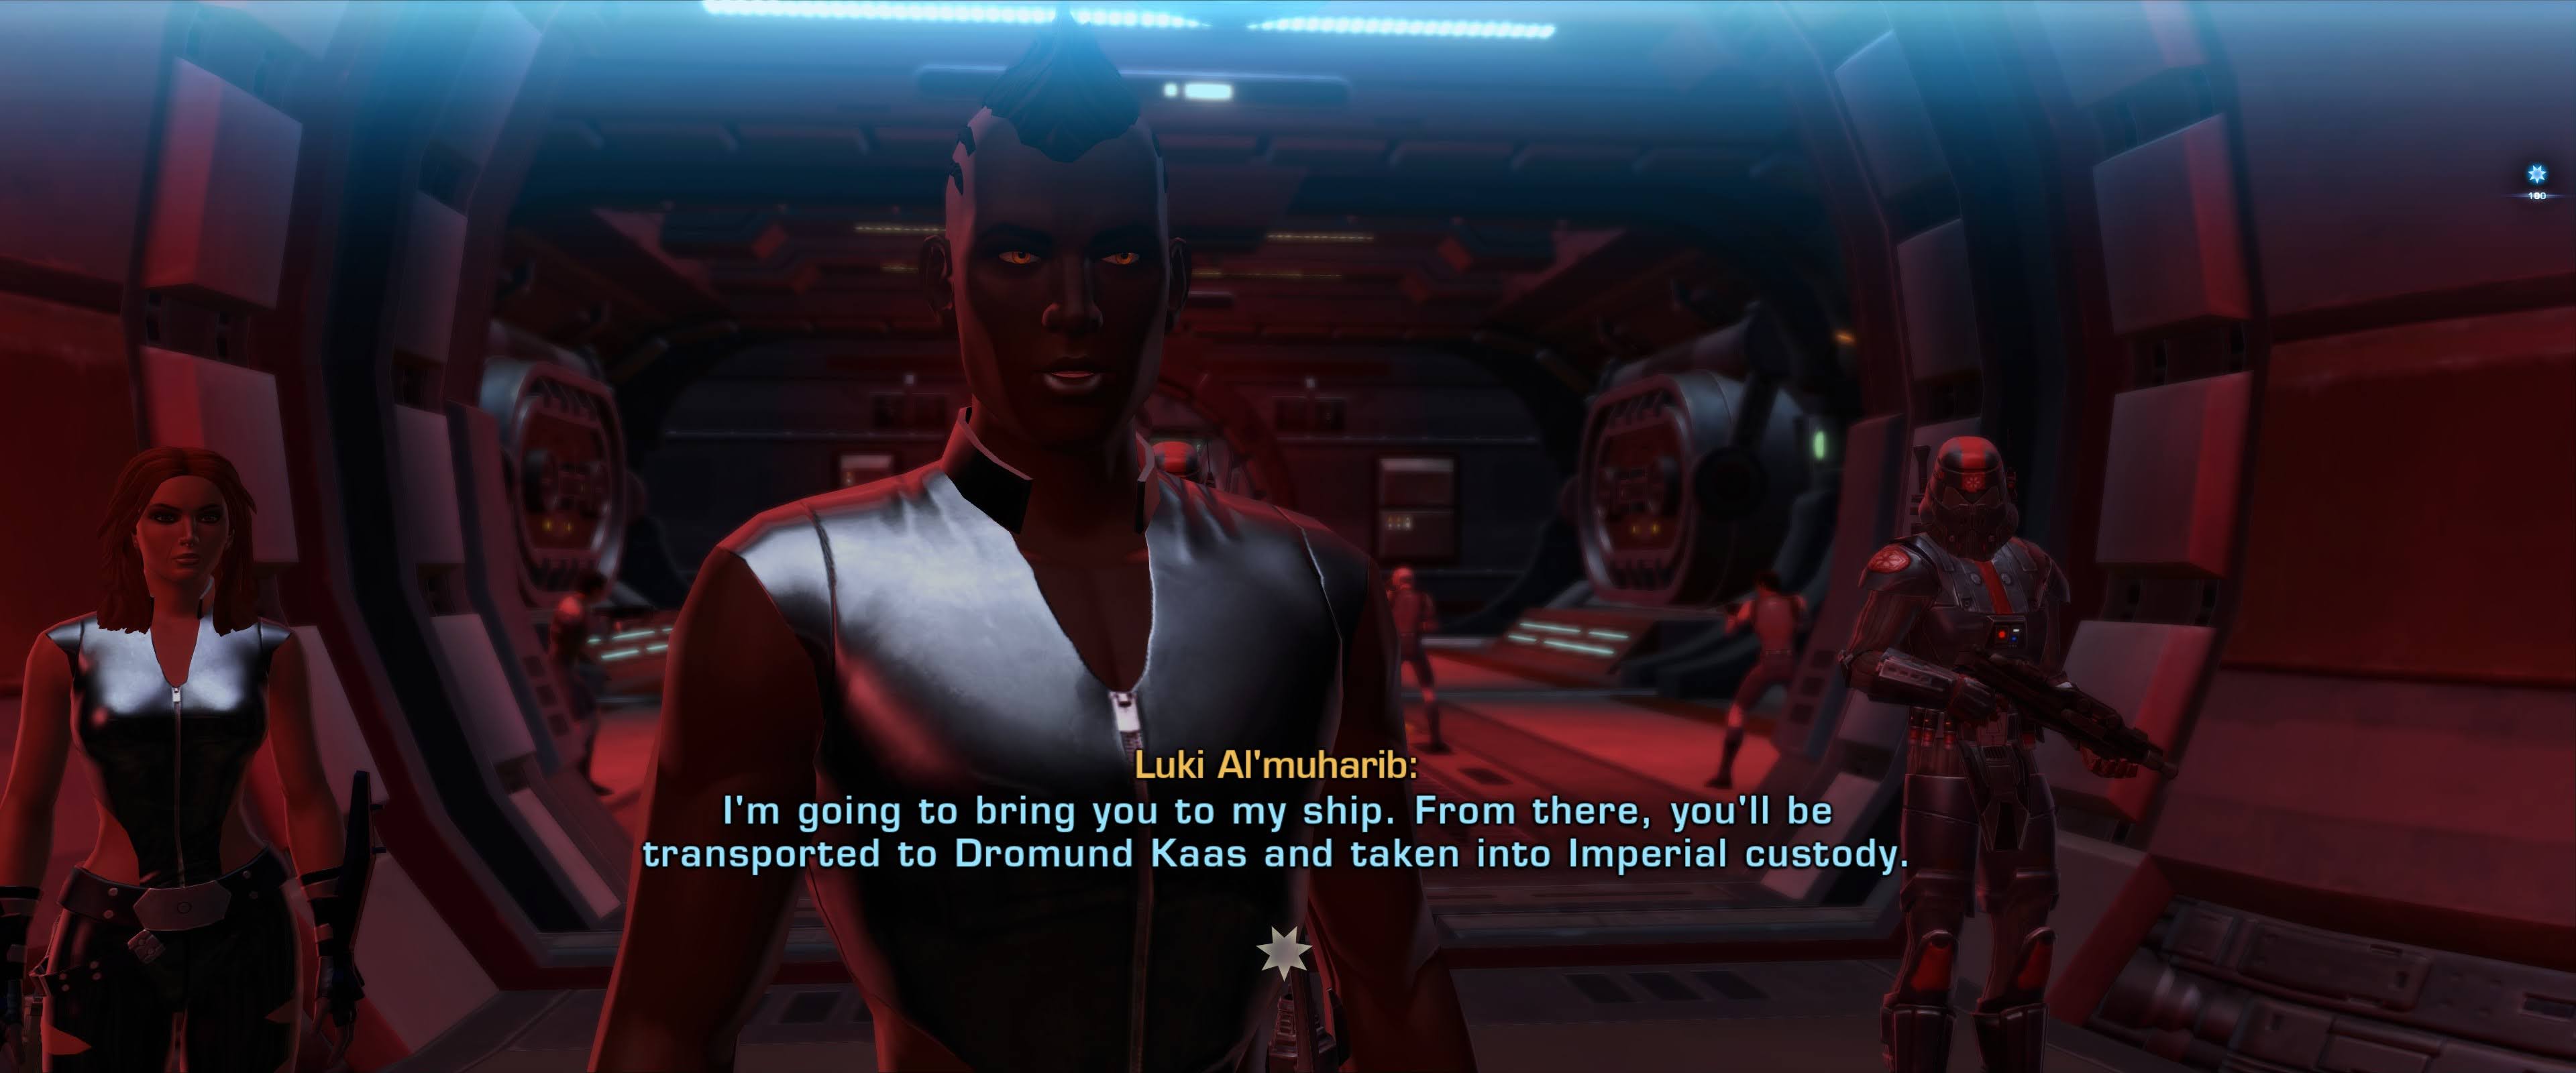 190
Luki Al'muharib:
I'm going to bring you to my ship. From there, you'll be
transported to Dromund Kaas and taken into Imperial custody.